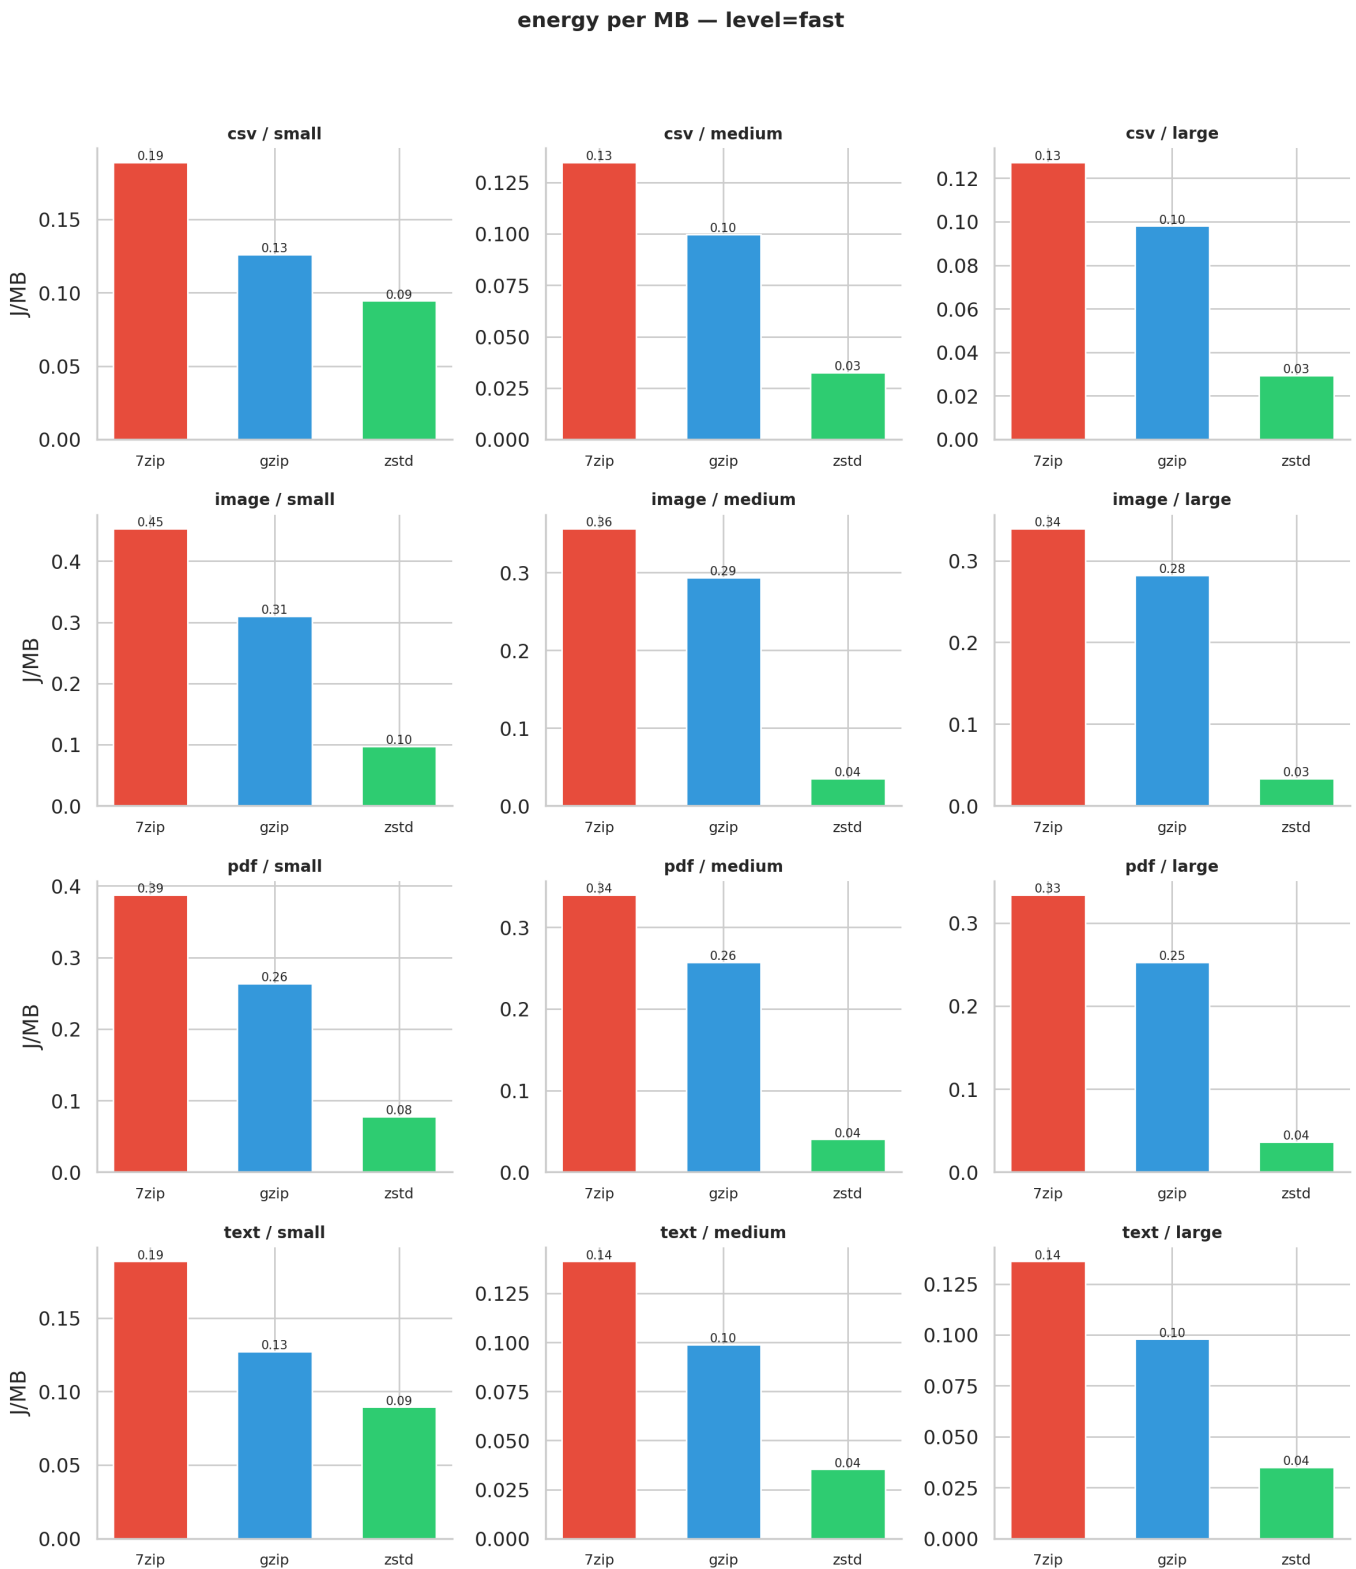 energy per MB — level=fast
csv / small
csv / medium
csv / large
J/MB
0.15
0.10
0.05
0.00
0.19
0.13
0.09
7zip
gzip
zstd
0.125
0.100
0.075
0.050
0.025
0.000
0.13
0.10
0.03
7zip
gzip
zstd
0.12
0.10
0.08
0.06
0.04
0.02
0.00
0.13
0.10
0.03
7zip
gzip
zstd
image / small
image / medium
image / large
J/MB
0.4
0.3
0.2
0.1
0.0
0.45
0.31
0.10
7zip
gzip
zstd
0.3
0.2
0.1
0.0
0.36
0.29
0.04
7zip
gzip
zstd
0.3
0.2
0.1
0.0
0.34
0.28
0.03
7zip
gzip
zstd
pdf / small
pdf / medium
pdf / large
J/MB
0.4
0.3
0.2
0.1
0.0
0.39
0.26
0.08
7zip
gzip
zstd
0.3
0.2
0.1
0.0
0.34
0.26
0.04
7zip
gzip
zstd
0.3
0.2
0.1
0.0
0.33
0.25
0.04
7zip
gzip
zstd
text / small
text / medium
text / large
J/MB
0.15
0.10
0.05
0.00
0.19
0.13
0.09
7zip
gzip
zstd
0.125
0.100
0.075
0.050
0.025
0.000
0.14
0.10
0.04
7zip
gzip
zstd
0.125
0.100
0.075
0.050
0.025
0.000
0.14
0.10
0.04
7zip
gzip
zstd